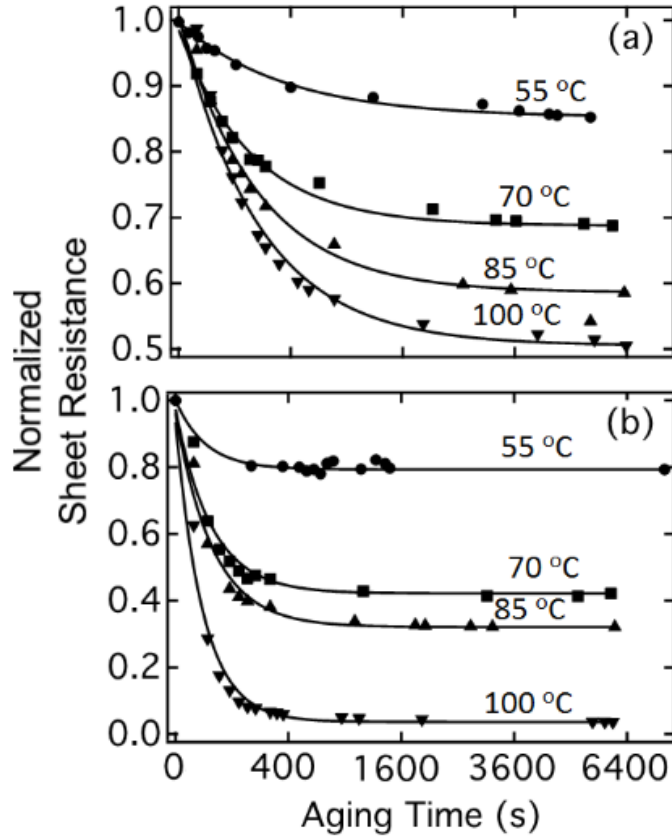 (a)
1.0
0.9
0.8
0.7
0.6
0.5
55 °C
70 °C
85 °C
100 °C
Normalized
Sheet Resistance
(b)
1.0
0.8
0.6
0.4
0.2
0.0
55 °C
70 °C
85 °C
100 °C
0 400 1600 3600 6400
Aging Time (s)